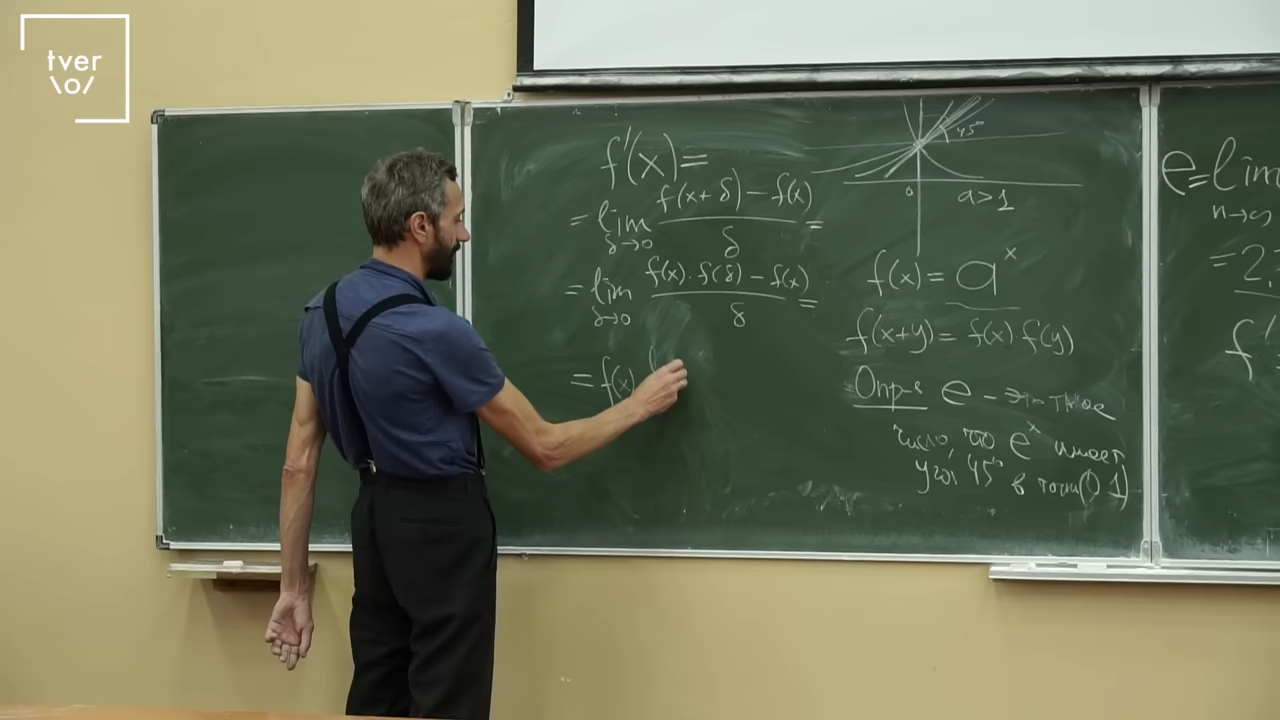 tver
\o/
f'(x)=
= lim δ→0 (f(x+δ) − f(x))/δ =
= lim δ→0 (f(x)·f(δ) − f(x))/δ =
= f(x)
45°
0
a>1
f(x) = a^x
f(x+y) = f(x) f(y)
Опр-е e – это такое
число, что e^x имеет
угол 45° в точке (0 1)
e = lim
n→∞
= 2,
f'